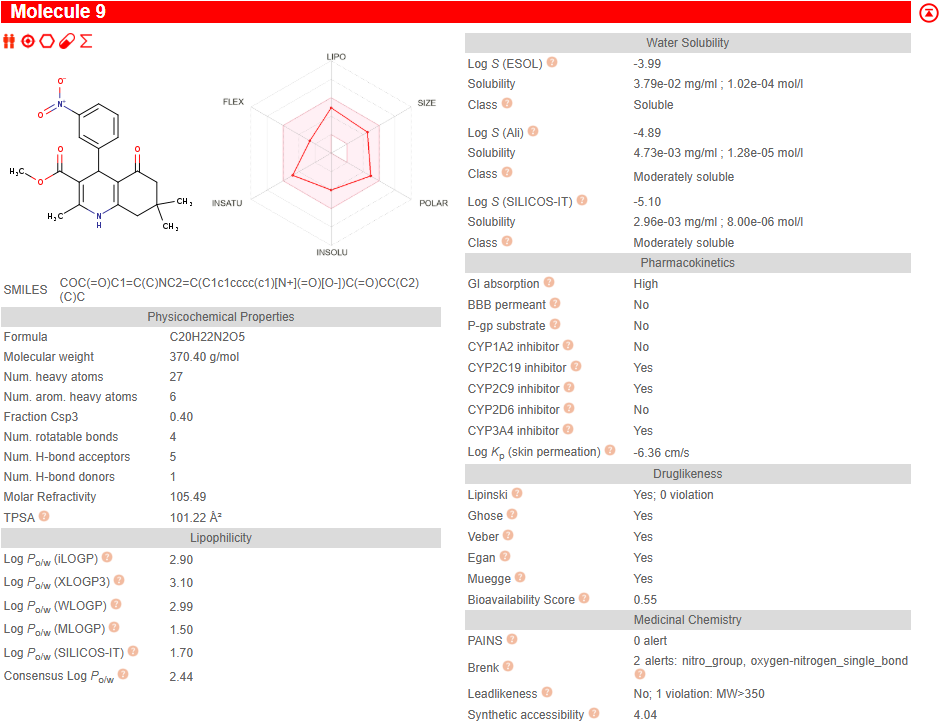 Molecule 9
LIPO
FLEX
SIZE
INSATU
POLAR
INSOLU
O⁻
N⁺
O
O
O
H₃C
O
H₃C
N
H
CH₃
CH₃
SMILES COC(=O)C1=C(C)NC2=C(C1c1cccc(c1)[N+](=O)[O-])C(=O)CC(C2)
(C)C
Physicochemical Properties
Formula C20H22N2O5
Molecular weight 370.40 g/mol
Num. heavy atoms 27
Num. arom. heavy atoms 6
Fraction Csp3 0.40
Num. rotatable bonds 4
Num. H-bond acceptors 5
Num. H-bond donors 1
Molar Refractivity 105.49
TPSA ? 101.22 Å²
Lipophilicity
Log Po/w (iLOGP) ? 2.90
Log Po/w (XLOGP3) ? 3.10
Log Po/w (WLOGP) ? 2.99
Log Po/w (MLOGP) ? 1.50
Log Po/w (SILICOS-IT) ? 1.70
Consensus Log Po/w ? 2.44
Water Solubility
Log S (ESOL) ? -3.99
Solubility 3.79e-02 mg/ml ; 1.02e-04 mol/l
Class ? Soluble
Log S (Ali) ? -4.89
Solubility 4.73e-03 mg/ml ; 1.28e-05 mol/l
Class ? Moderately soluble
Log S (SILICOS-IT) ? -5.10
Solubility 2.96e-03 mg/ml ; 8.00e-06 mol/l
Class ? Moderately soluble
Pharmacokinetics
GI absorption ? High
BBB permeant ? No
P-gp substrate ? No
CYP1A2 inhibitor ? No
CYP2C19 inhibitor ? Yes
CYP2C9 inhibitor ? Yes
CYP2D6 inhibitor ? No
CYP3A4 inhibitor ? Yes
Log Kp (skin permeation) ? -6.36 cm/s
Druglikeness
Lipinski ? Yes; 0 violation
Ghose ? Yes
Veber ? Yes
Egan ? Yes
Muegge ? Yes
Bioavailability Score ? 0.55
Medicinal Chemistry
PAINS ? 0 alert
Brenk ? 2 alerts: nitro_group, oxygen-nitrogen_single_bond
?
Leadlikeness ? No; 1 violation: MW>350
Synthetic accessibility ? 4.04